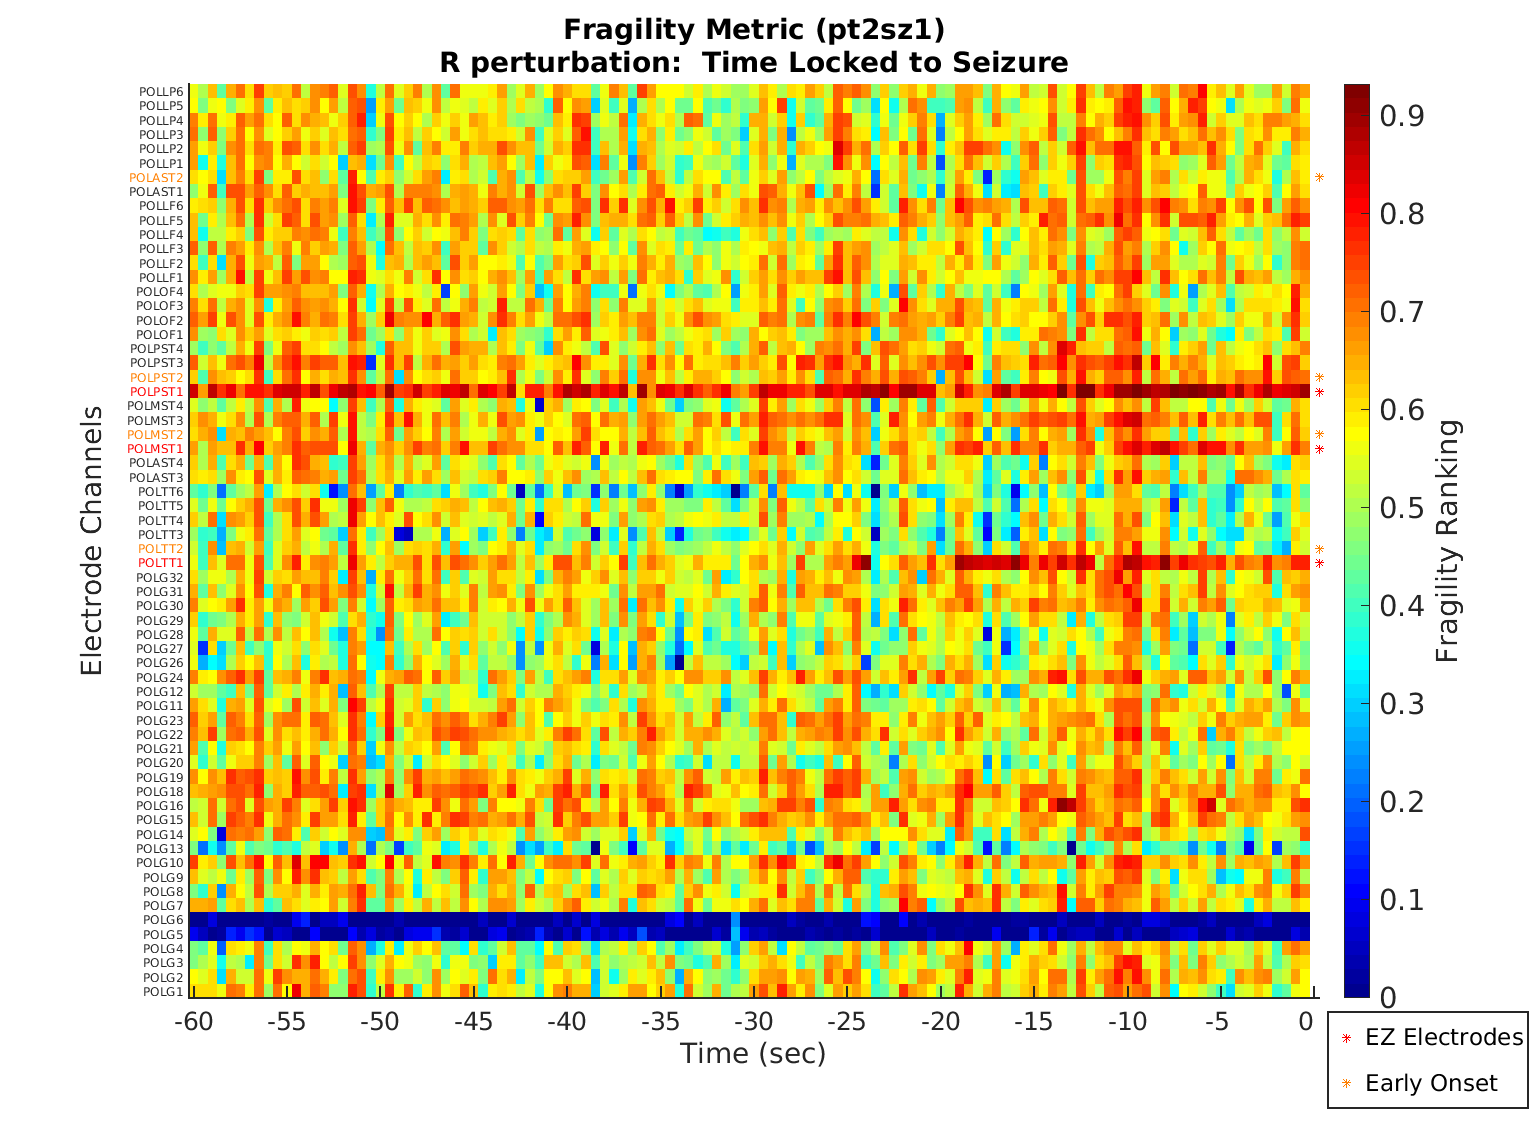 Fragility Metric (pt2sz1)
R perturbation:  Time Locked to Seizure
Electrode Channels
POLLP6
POLLP5
POLLP4
POLLP3
POLLP2
POLLP1
POLAST2
POLAST1
POLLF6
POLLF5
POLLF4
POLLF3
POLLF2
POLLF1
POLOF4
POLOF3
POLOF2
POLOF1
POLPST4
POLPST3
POLPST2
POLPST1
POLMST4
POLMST3
POLMST2
POLMST1
POLAST4
POLAST3
POLTT6
POLTT5
POLTT4
POLTT3
POLTT2
POLTT1
POLG32
POLG31
POLG30
POLG29
POLG28
POLG27
POLG26
POLG24
POLG12
POLG11
POLG23
POLG22
POLG21
POLG20
POLG19
POLG18
POLG16
POLG15
POLG14
POLG13
POLG10
POLG9
POLG8
POLG7
POLG6
POLG5
POLG4
POLG3
POLG2
POLG1
-60 -55 -50 -45 -40 -35 -30 -25 -20 -15 -10 -5 0
Time (sec)
0.9
0.8
0.7
0.6
0.5
0.4
0.3
0.2
0.1
0
Fragility Ranking
EZ Electrodes
Early Onset